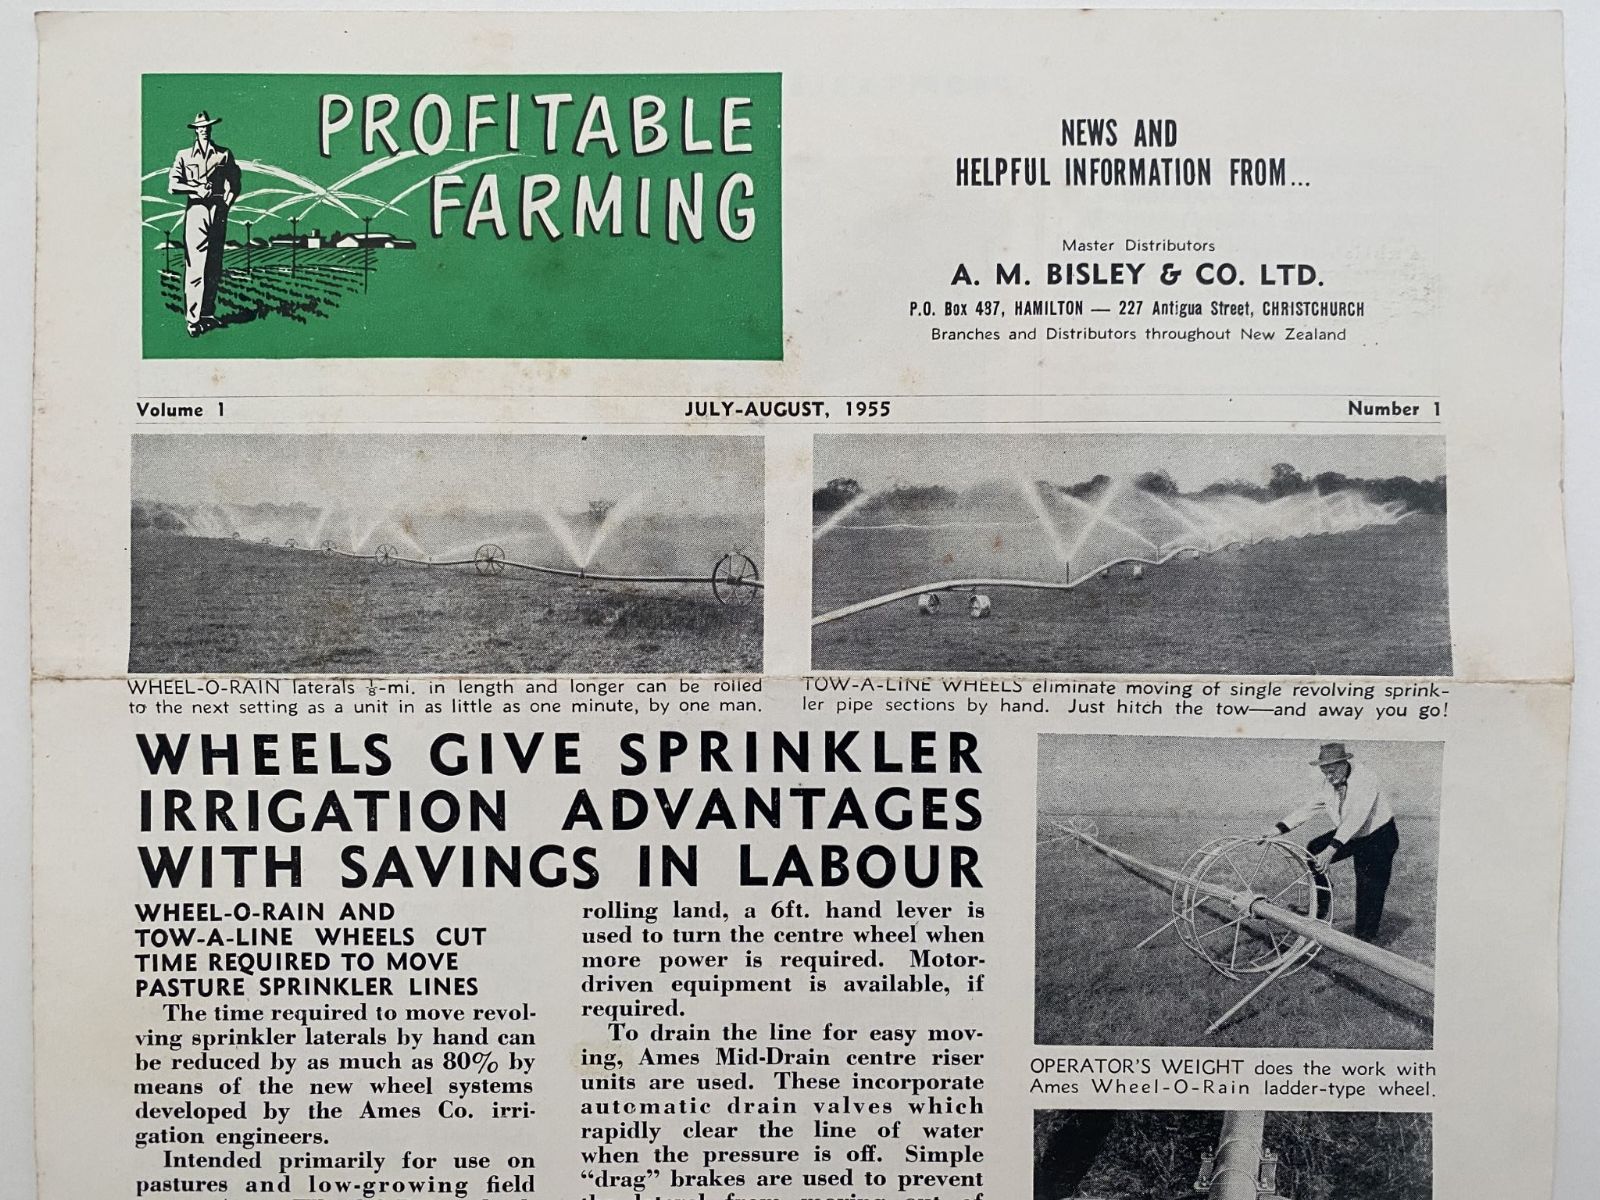 PROFITABLE
FARMING
NEWS AND
HELPFUL INFORMATION FROM...
Master Distributors
A. M. BISLEY & CO. LTD.
P.O. Box 437, HAMILTON — 227 Antigua Street, CHRISTCHURCH
Branches and Distributors throughout New Zealand
Volume 1 JULY-AUGUST, 1955 Number 1
WHEEL-O-RAIN laterals ⅛-mi. in length and longer can be rolled
to the next setting as a unit in as little as one minute, by one man.
TOW-A-LINE WHEELS eliminate moving of single revolving sprink-
ler pipe sections by hand. Just hitch the tow—and away you go!
WHEELS GIVE SPRINKLER
IRRIGATION ADVANTAGES
WITH SAVINGS IN LABOUR
WHEEL-O-RAIN AND
TOW-A-LINE WHEELS CUT
TIME REQUIRED TO MOVE
PASTURE SPRINKLER LINES
The time required to move revol-
ving sprinkler laterals by hand can
be reduced by as much as 80% by
means of the new wheel systems
developed by the Ames Co. irri-
gation engineers.
Intended primarily for use on
pastures and low-growing field
rolling land, a 6ft. hand lever is
used to turn the centre wheel when
more power is required. Motor-
driven equipment is available, if
required.
To drain the line for easy mov-
ing, Ames Mid-Drain centre riser
units are used. These incorporate
automatic drain valves which
rapidly clear the line of water
when the pressure is off. Simple
“drag” brakes are used to prevent
OPERATOR'S WEIGHT does the work with
Ames Wheel-O-Rain ladder-type wheel.